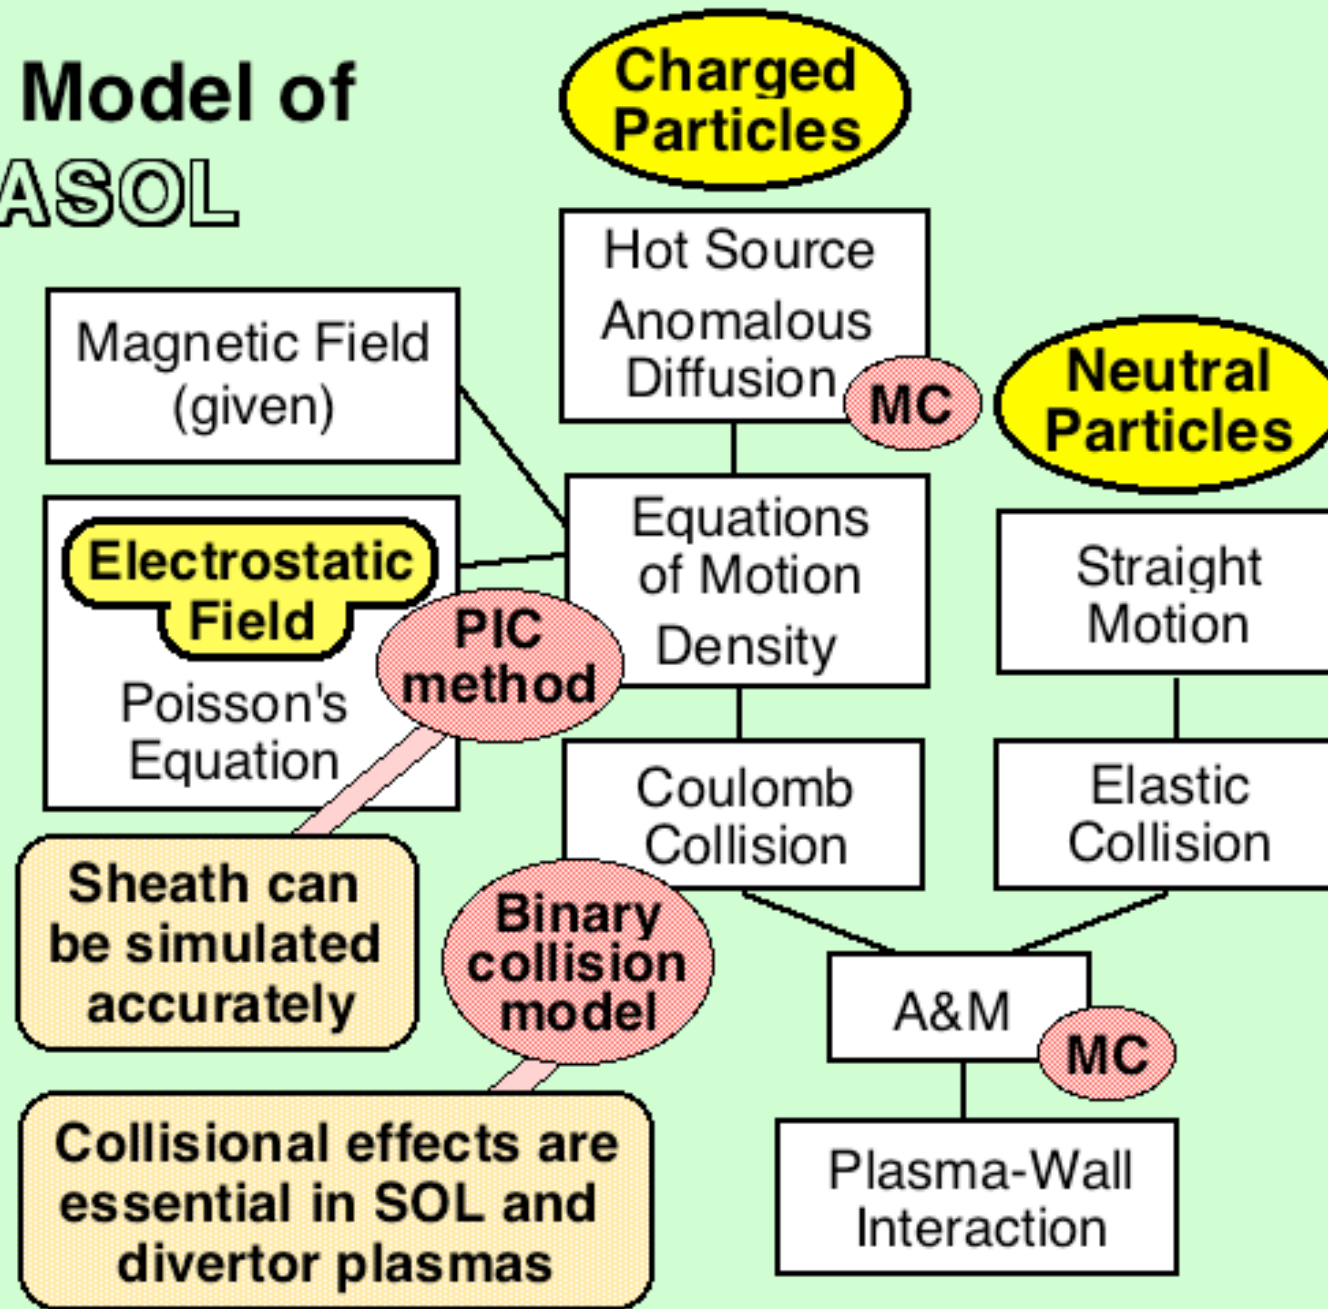 Model of
ASOL
Charged
Particles
Hot Source
Anomalous
Diffusion
MC
Magnetic Field
(given)
Neutral
Particles
Electrostatic
Field
Poisson's
Equation
PIC
method
Equations
of Motion
Density
Straight
Motion
Coulomb
Collision
Elastic
Collision
Sheath can
be simulated
accurately
Binary
collision
model
A&M
MC
Collisional effects are
essential in SOL and
divertor plasmas
Plasma-Wall
Interaction